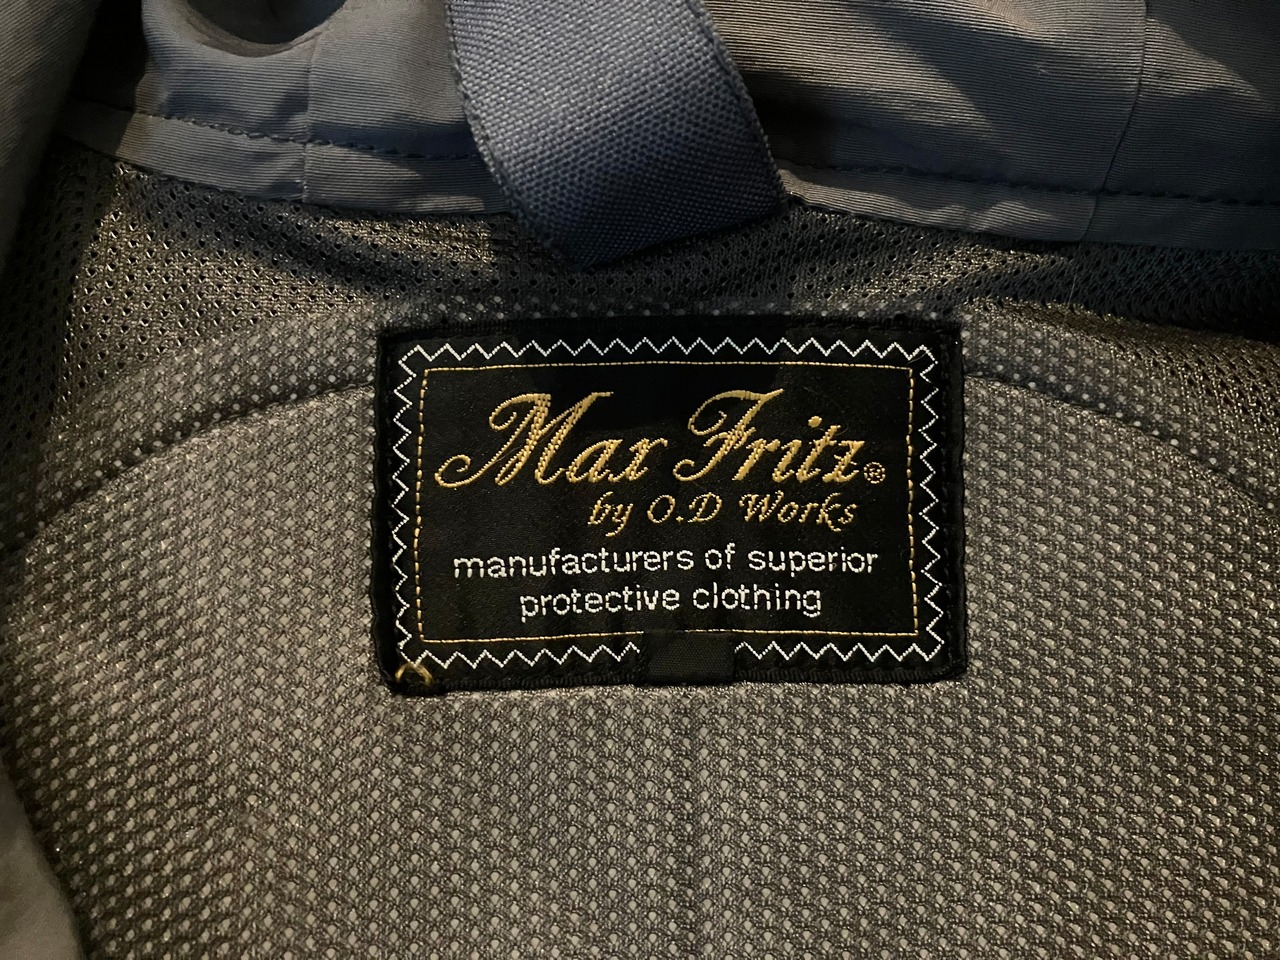 Max Fritz®
by O.D Works
manufacturers of superior
protective clothing